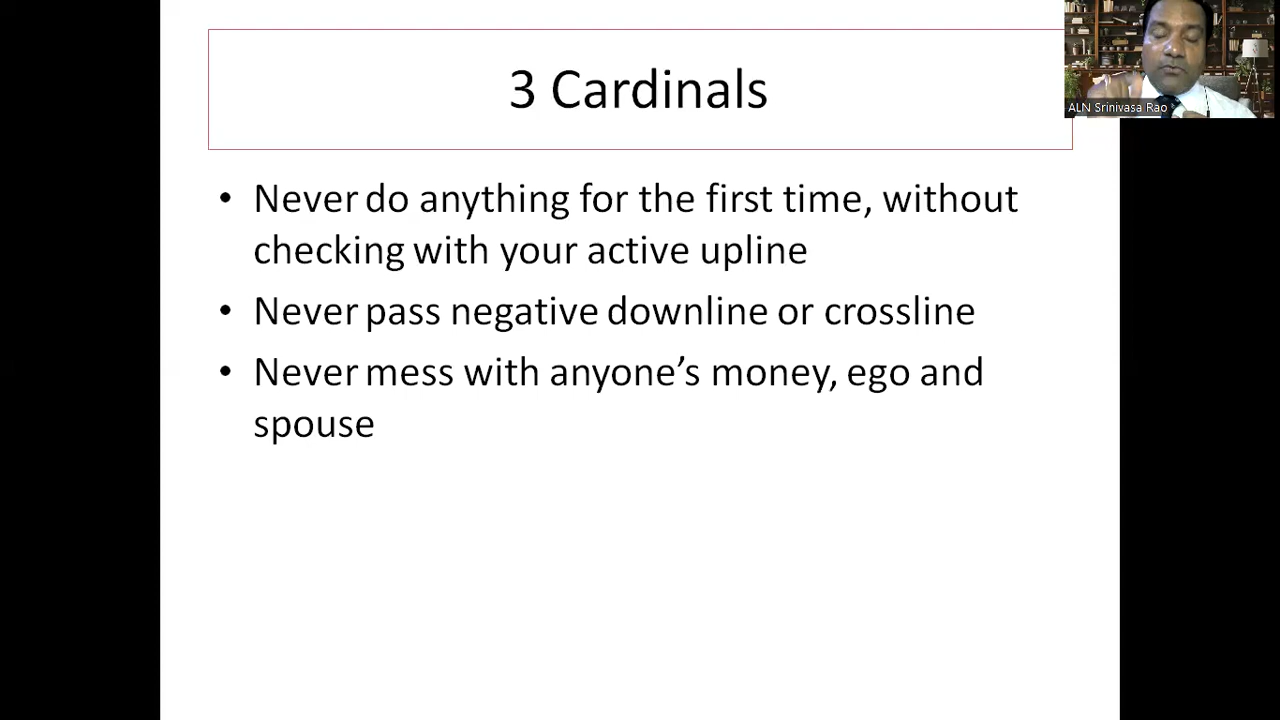 3 Cardinals
ALN Srinivasa Rao
• Never do anything for the first time, without
checking with your active upline
• Never pass negative downline or crossline
• Never mess with anyone’s money, ego and
spouse